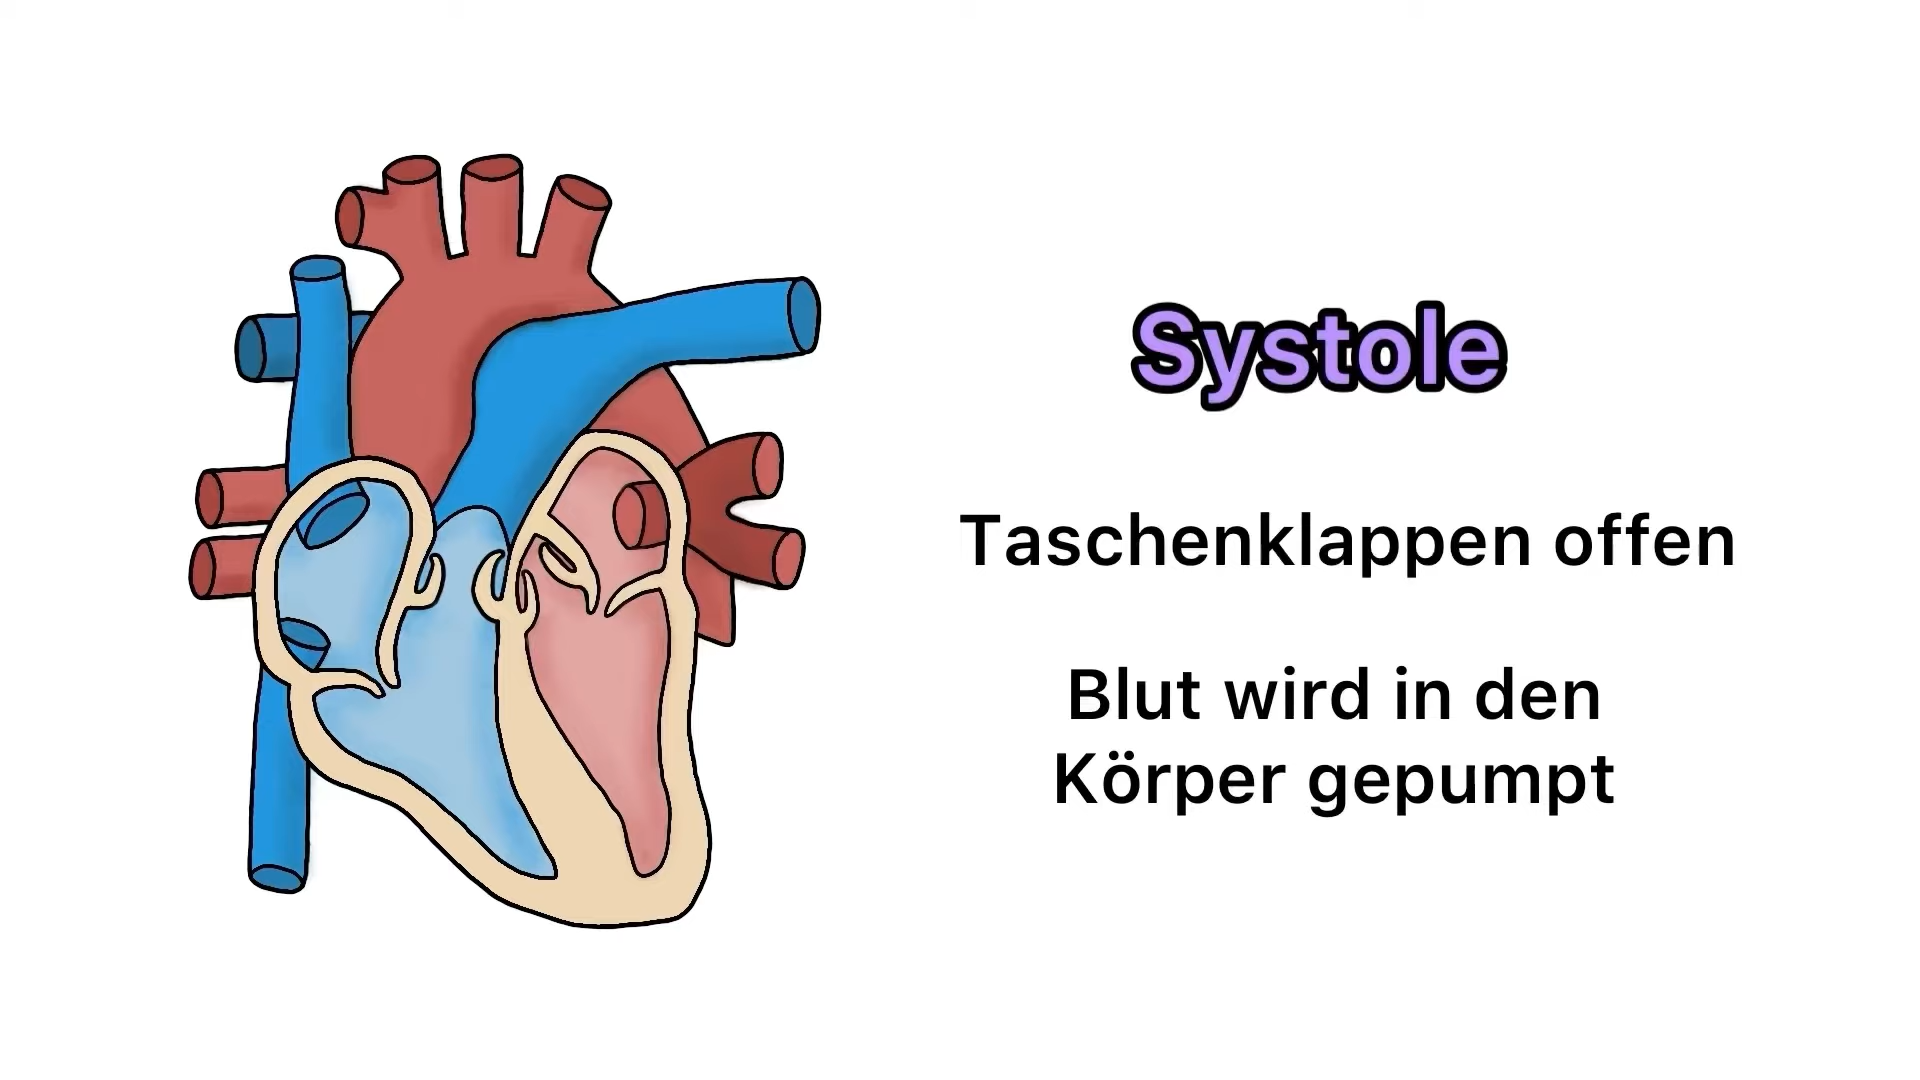 Systole
Taschenklappen offen
Blut wird in den
Körper gepumpt